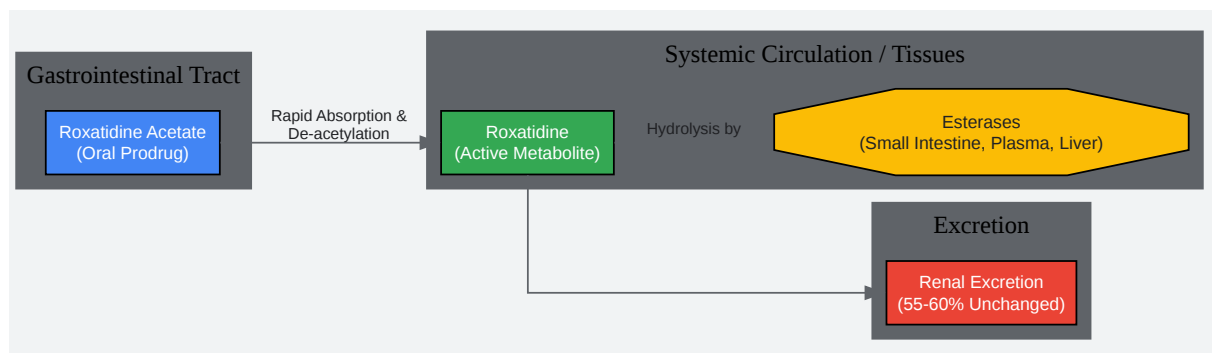 Gastrointestinal Tract
Roxatidine Acetate
(Oral Prodrug)
Rapid Absorption &
De-acetylation
Systemic Circulation / Tissues
Roxatidine
(Active Metabolite)
Hydrolysis by
Esterases
(Small Intestine, Plasma, Liver)
Excretion
Renal Excretion
(55-60% Unchanged)